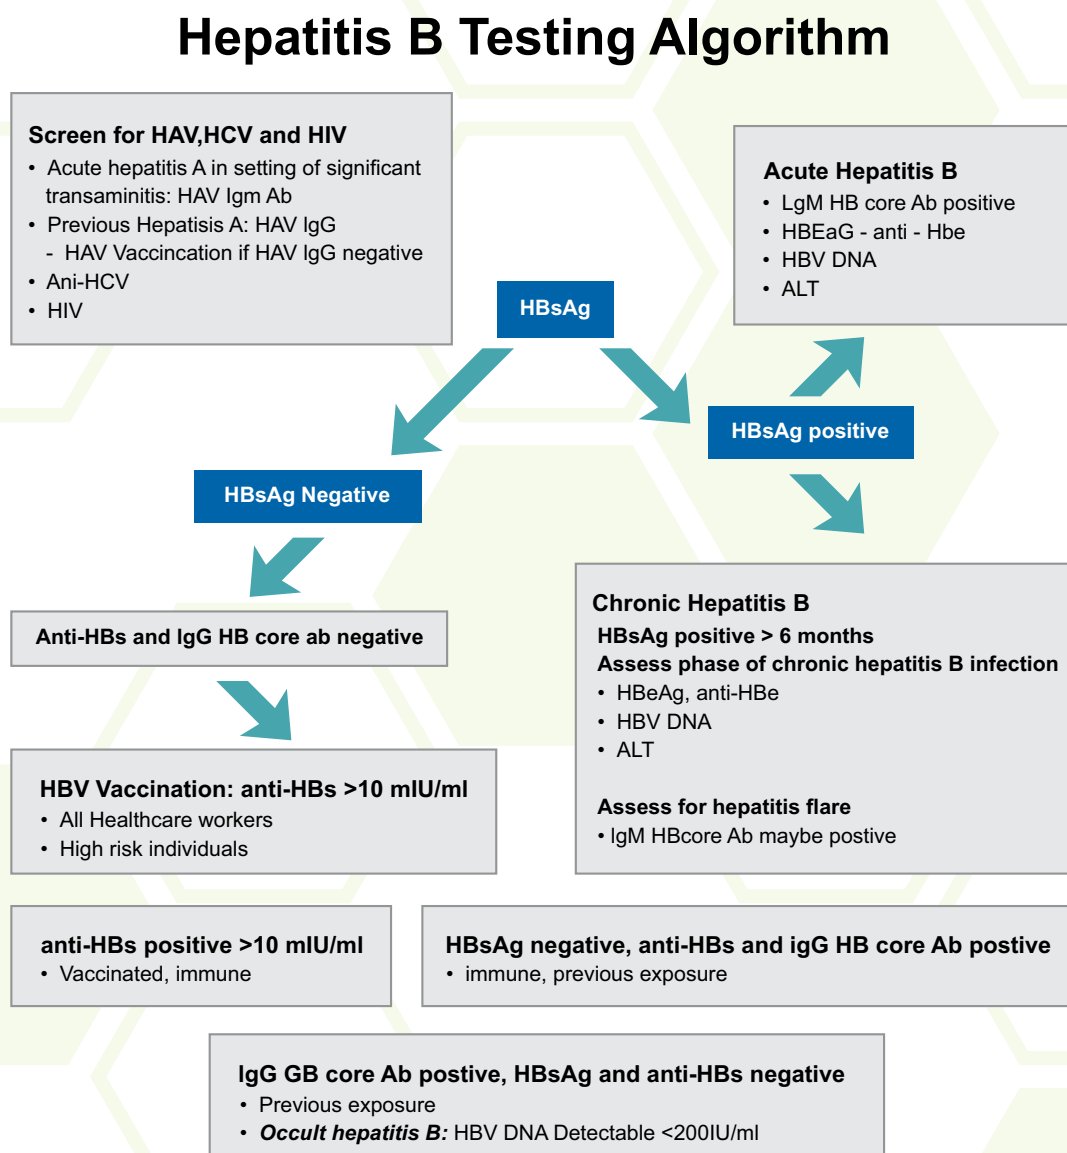 Hepatitis B Testing Algorithm
Screen for HAV,HCV and HIV
• Acute hepatitis A in setting of significant
transaminitis: HAV Igm Ab
• Previous Hepatisis A: HAV IgG
- HAV Vaccincation if HAV IgG negative
• Ani-HCV
• HIV
Acute Hepatitis B
• LgM HB core Ab positive
• HBEaG - anti - Hbe
• HBV DNA
• ALT
HBsAg
HBsAg positive
HBsAg Negative
Anti-HBs and IgG HB core ab negative
Chronic Hepatitis B
HBsAg positive > 6 months
Assess phase of chronic hepatitis B infection
• HBeAg, anti-HBe
• HBV DNA
• ALT
Assess for hepatitis flare
• IgM HBcore Ab maybe postive
HBV Vaccination: anti-HBs >10 mIU/ml
• All Healthcare workers
• High risk individuals
anti-HBs positive >10 mIU/ml
• Vaccinated, immune
HBsAg negative, anti-HBs and igG HB core Ab postive
• immune, previous exposure
IgG GB core Ab postive, HBsAg and anti-HBs negative
• Previous exposure
• Occult hepatitis B: HBV DNA Detectable <200IU/ml